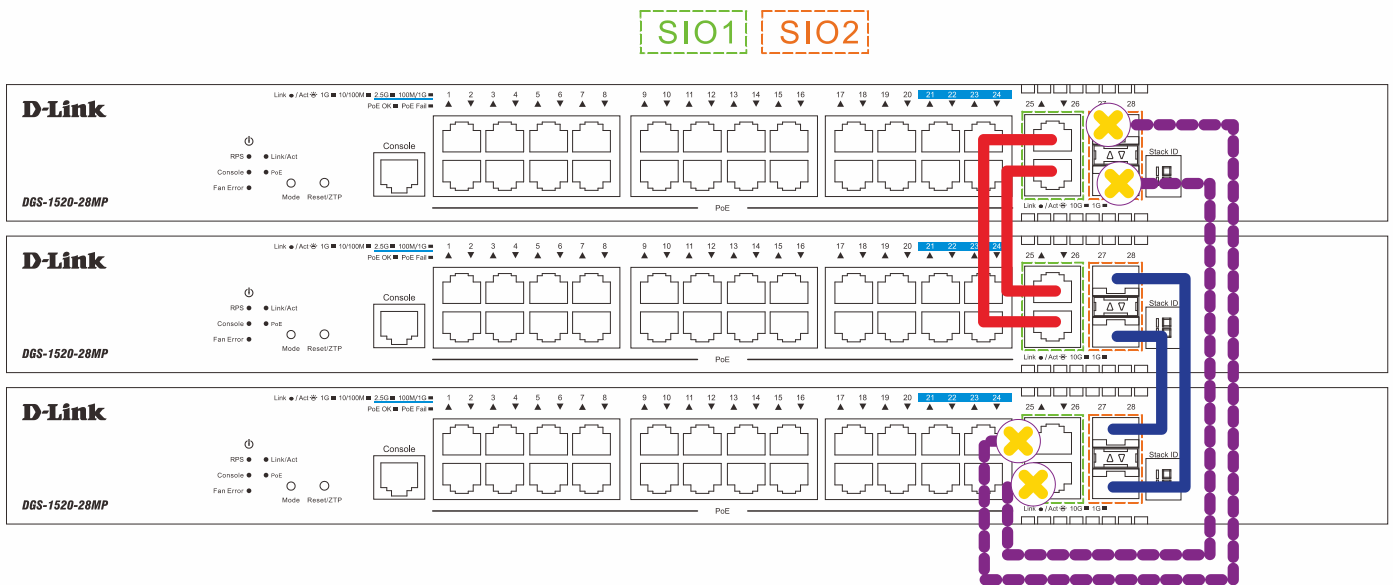 SIO1 SIO2
Link ●/Act 1G 10/100M 2.5G 100M/1G 1 2 3 4 5 6 7 8 9 10 11 12 13 14 15 16 17 18 19 20 21 22 23 24 25 26 27 28
D-Link PoE OK PoE Fail
Console Stack ID
RPS Link/Act
Console PoE
Fan Error
Mode Reset/ZTP
DGS-1520-28MP PoE Link ●/Act 10G 1G
Link ●/Act 1G 10/100M 2.5G 100M/1G 1 2 3 4 5 6 7 8 9 10 11 12 13 14 15 16 17 18 19 20 21 22 23 24 25 26 27 28
D-Link PoE OK PoE Fail
Console Stack ID
RPS Link/Act
Console PoE
Fan Error
Mode Reset/ZTP
DGS-1520-28MP PoE Link ●/Act 10G 1G
Link ●/Act 1G 10/100M 2.5G 100M/1G 1 2 3 4 5 6 7 8 9 10 11 12 13 14 15 16 17 18 19 20 21 22 23 24 25 26 27 28
D-Link PoE OK PoE Fail
Console Stack ID
RPS Link/Act
Console PoE
Fan Error
Mode Reset/ZTP
DGS-1520-28MP PoE Link ●/Act 10G 1G